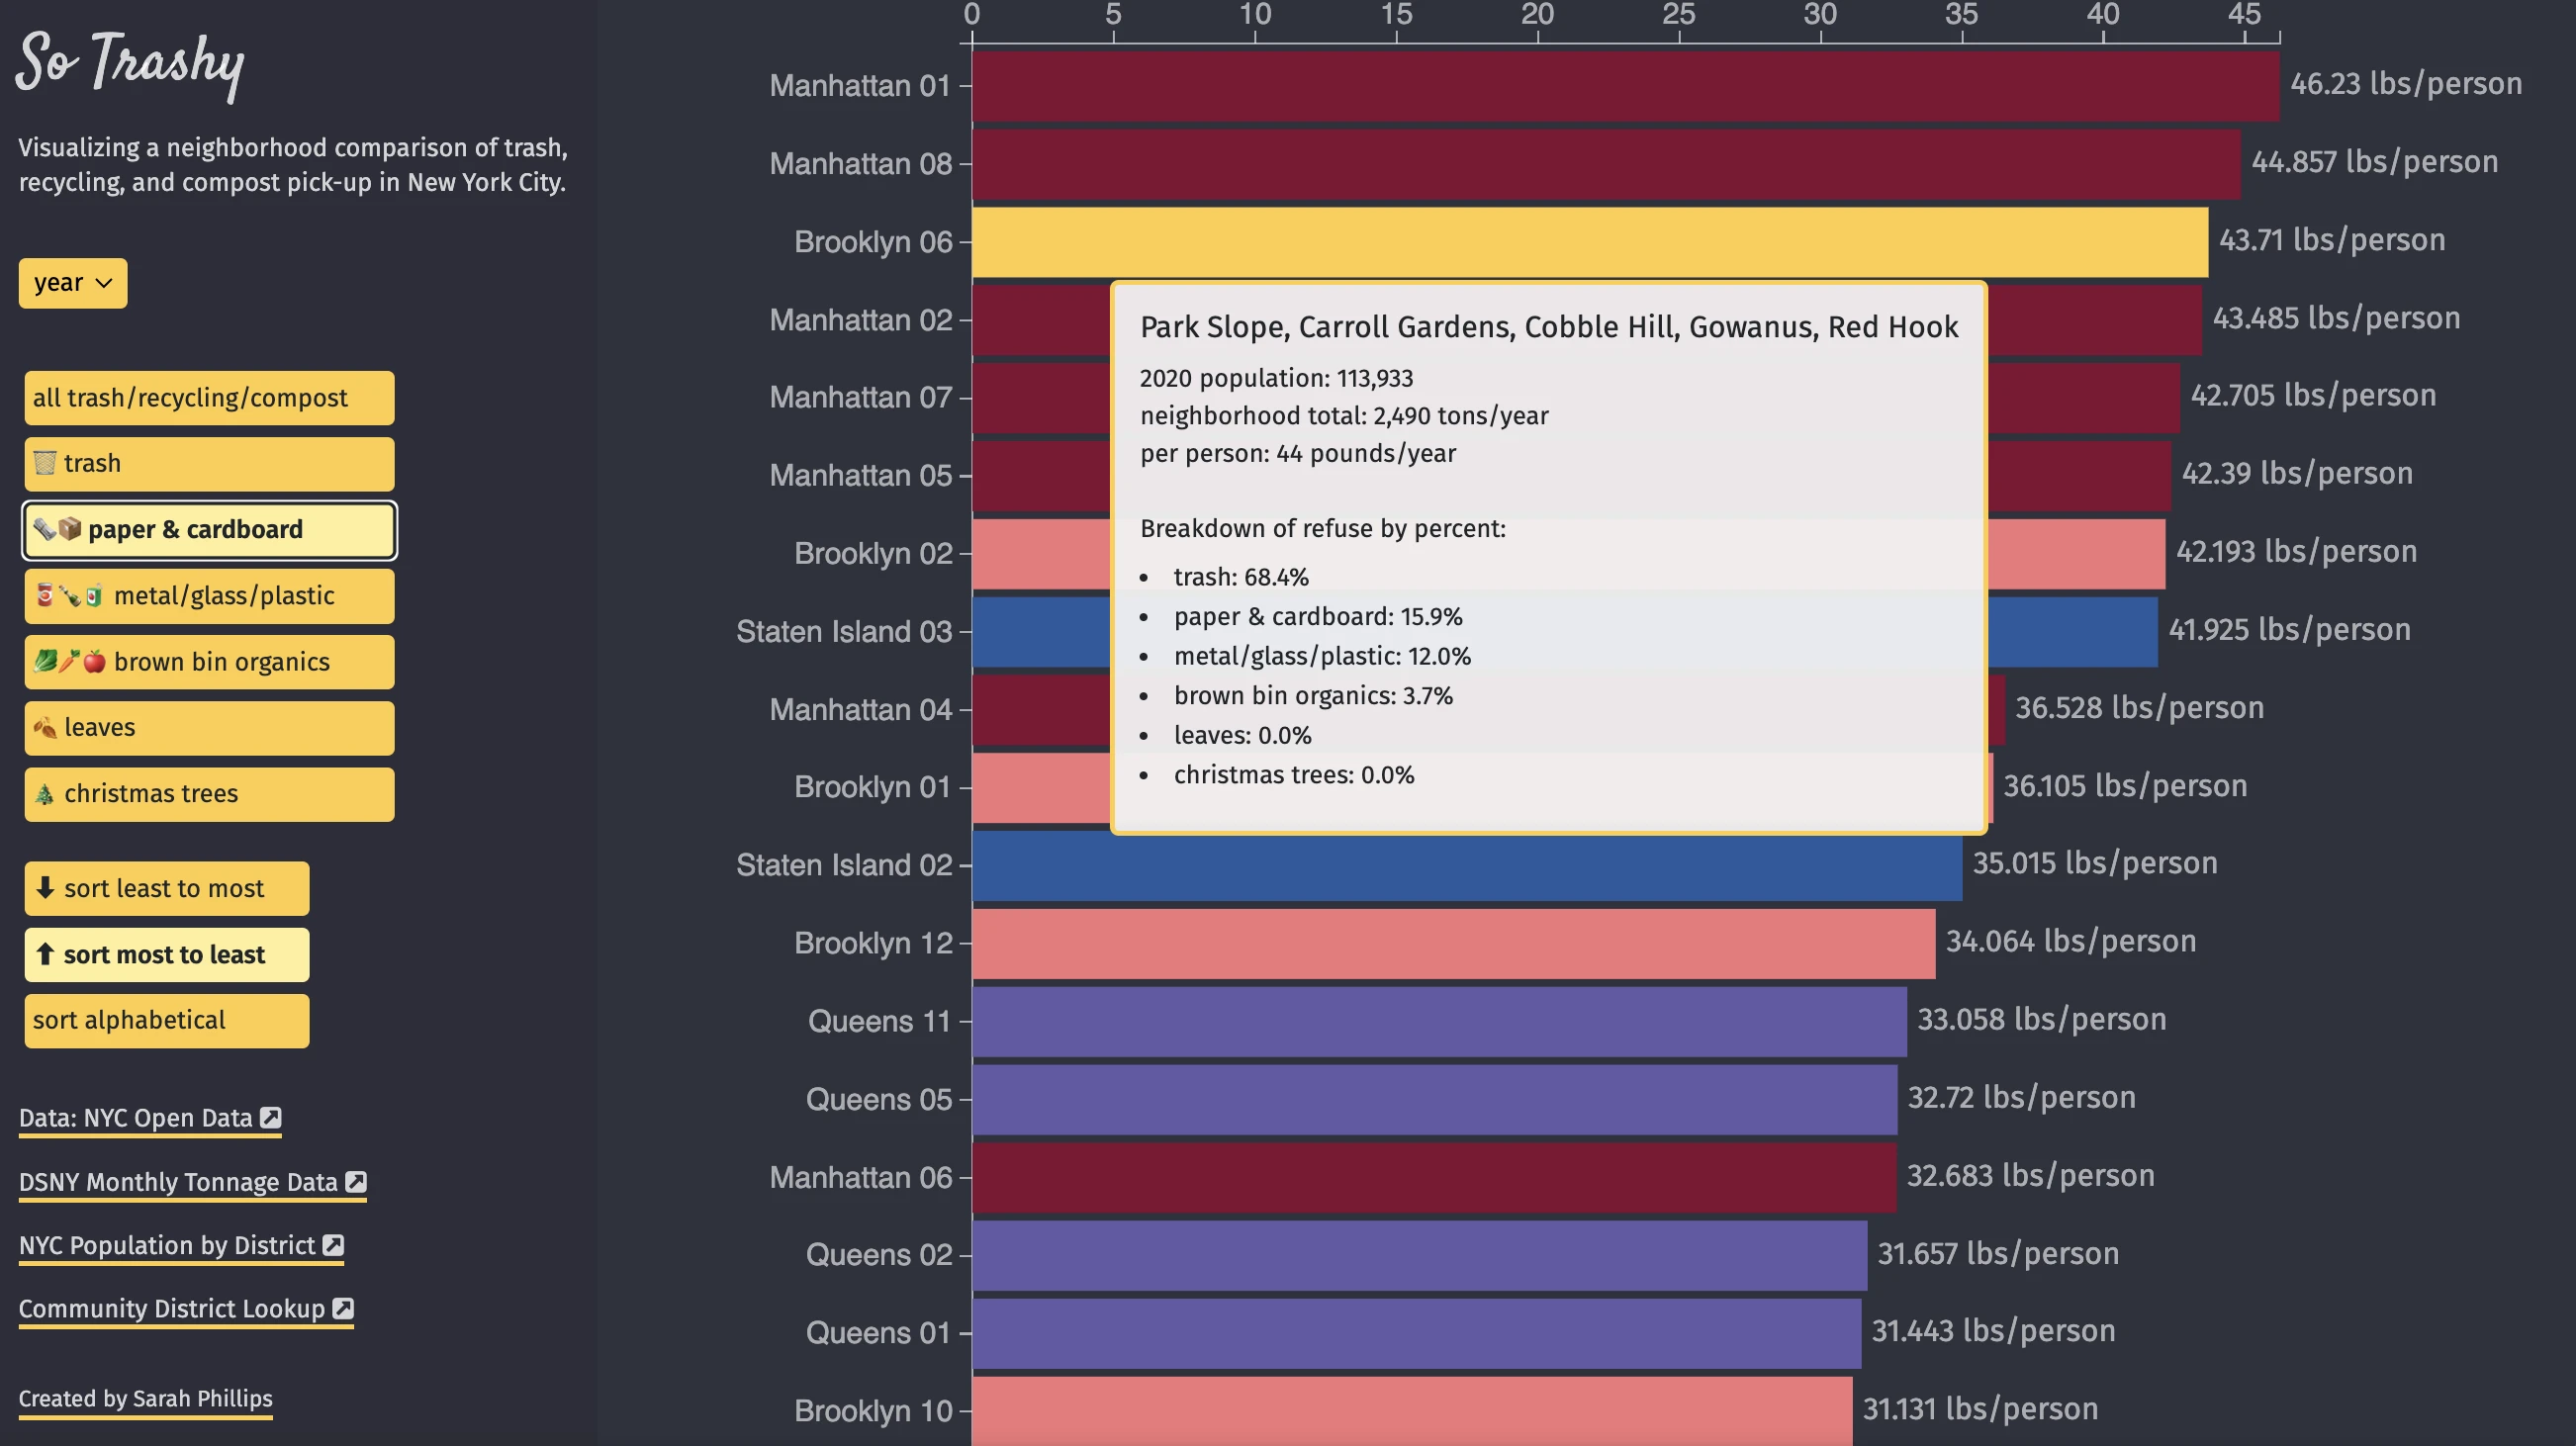 So Trashy
Visualizing a neighborhood comparison of trash,
recycling, and compost pick-up in New York City.
year
all trash/recycling/compost
trash
paper & cardboard
metal/glass/plastic
brown bin organics
leaves
christmas trees
sort least to most
sort most to least
sort alphabetical
Data: NYC Open Data
DSNY Monthly Tonnage Data
NYC Population by District
Community District Lookup
Created by Sarah Phillips
0 5 10 15 20 25 30 35 40 45
Manhattan 01 46.23 lbs/person
Manhattan 08 44.857 lbs/person
Brooklyn 06 43.71 lbs/person
Manhattan 02 43.485 lbs/person
Manhattan 07 42.705 lbs/person
Manhattan 05 42.39 lbs/person
Brooklyn 02 42.193 lbs/person
Staten Island 03 41.925 lbs/person
Manhattan 04 36.528 lbs/person
Brooklyn 01 36.105 lbs/person
Staten Island 02 35.015 lbs/person
Brooklyn 12 34.064 lbs/person
Queens 11 33.058 lbs/person
Queens 05 32.72 lbs/person
Manhattan 06 32.683 lbs/person
Queens 02 31.657 lbs/person
Queens 01 31.443 lbs/person
Brooklyn 10 31.131 lbs/person
Park Slope, Carroll Gardens, Cobble Hill, Gowanus, Red Hook
2020 population: 113,933
neighborhood total: 2,490 tons/year
per person: 44 pounds/year
Breakdown of refuse by percent:
• trash: 68.4%
• paper & cardboard: 15.9%
• metal/glass/plastic: 12.0%
• brown bin organics: 3.7%
• leaves: 0.0%
• christmas trees: 0.0%